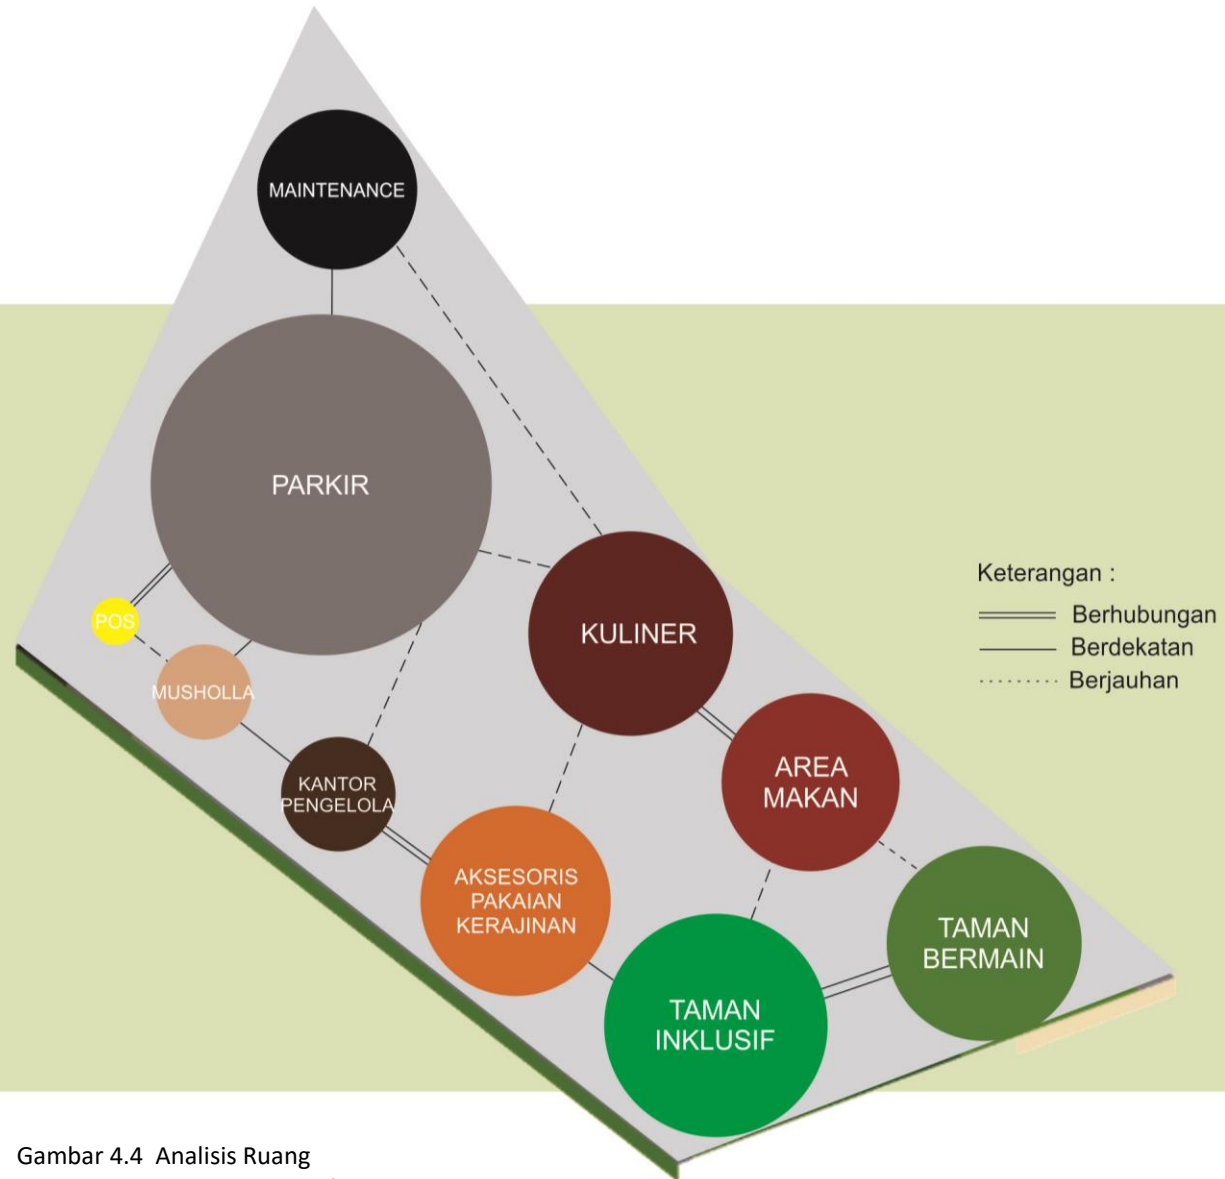 MAINTENANCE
PARKIR
POS
MUSHOLLA
KANTOR
PENGELOLA
KULINER
AREA
MAKAN
AKSESORIS
PAKAIAN
KERAJINAN
TAMAN
INKLUSIF
TAMAN
BERMAIN
Keterangan :
Berhubungan
Berdekatan
Berjauhan
Gambar 4.4 Analisis Ruang